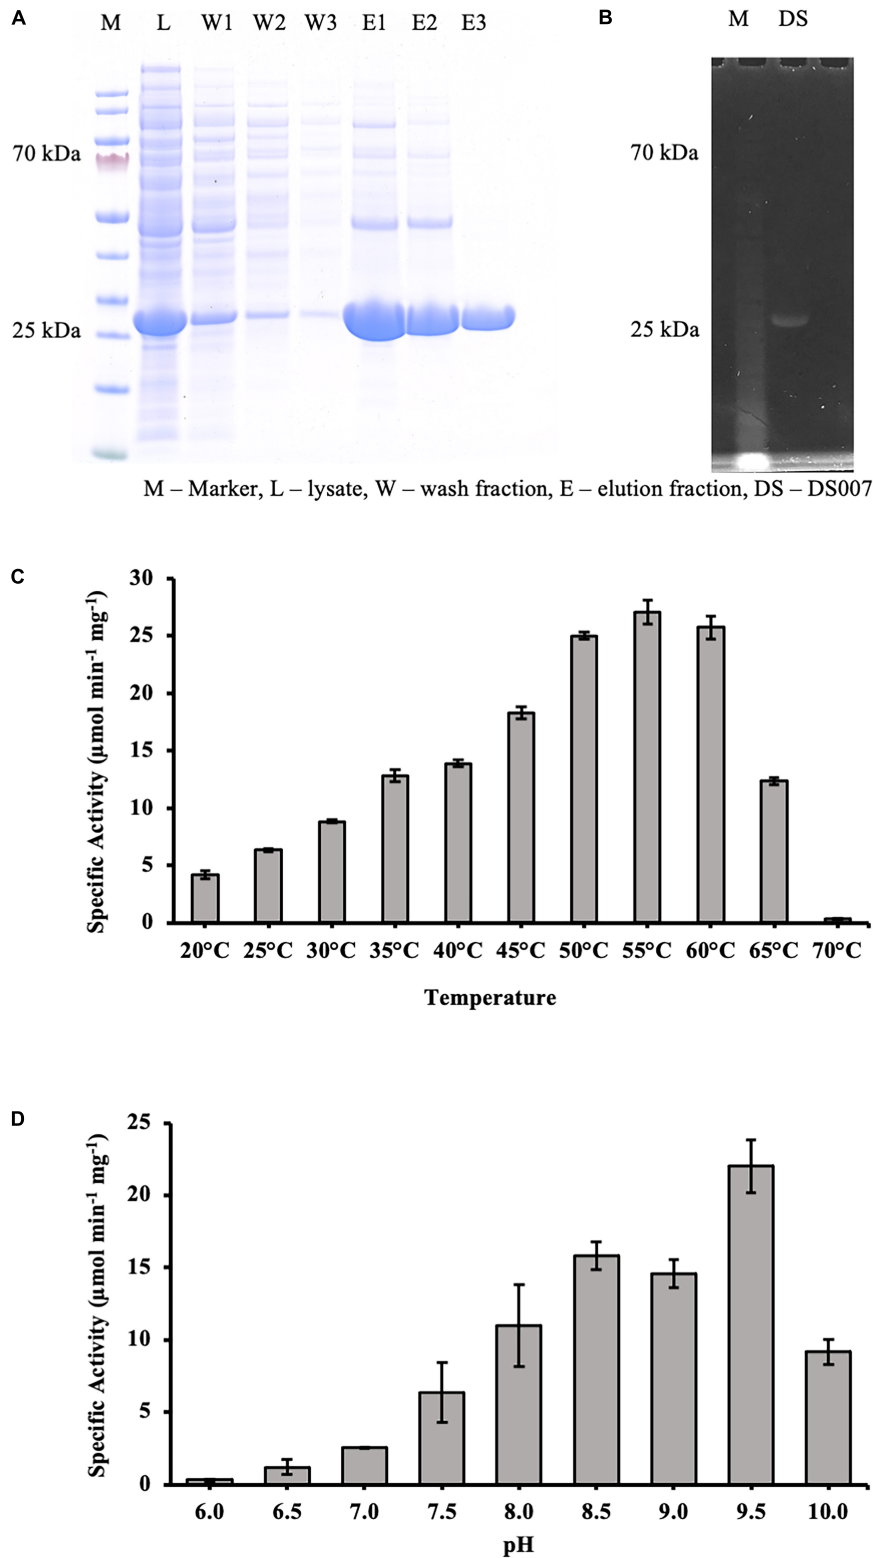 A M L W1 W2 W3 E1 E2 E3
70 kDa
25 kDa
B M DS
70 kDa
25 kDa
M – Marker, L – lysate, W – wash fraction, E – elution fraction, DS – DS007
C
Specific Activity (µmol min-1 mg-1)
30
25
20
15
10
5
0
20°C 25°C 30°C 35°C 40°C 45°C 50°C 55°C 60°C 65°C 70°C
Temperature
D
Specific Activity (µmol min-1 mg-1)
25
20
15
10
5
0
6.0 6.5 7.0 7.5 8.0 8.5 9.0 9.5 10.0
pH